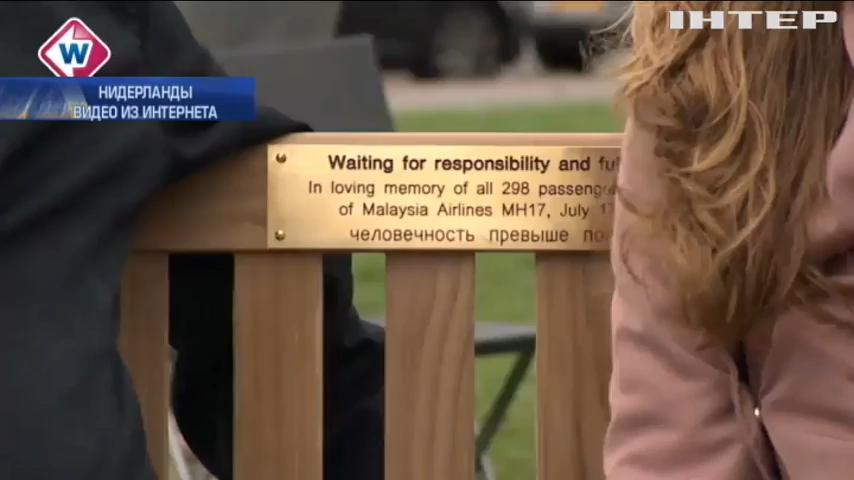 ІНТЕР
W
НИДЕРЛАНДЫ
ВИДЕО ИЗ ИНТЕРНЕТА
Waiting for responsibility and
In loving memory of all 298
of Malaysia Airlines MH17, July
человечность превыше